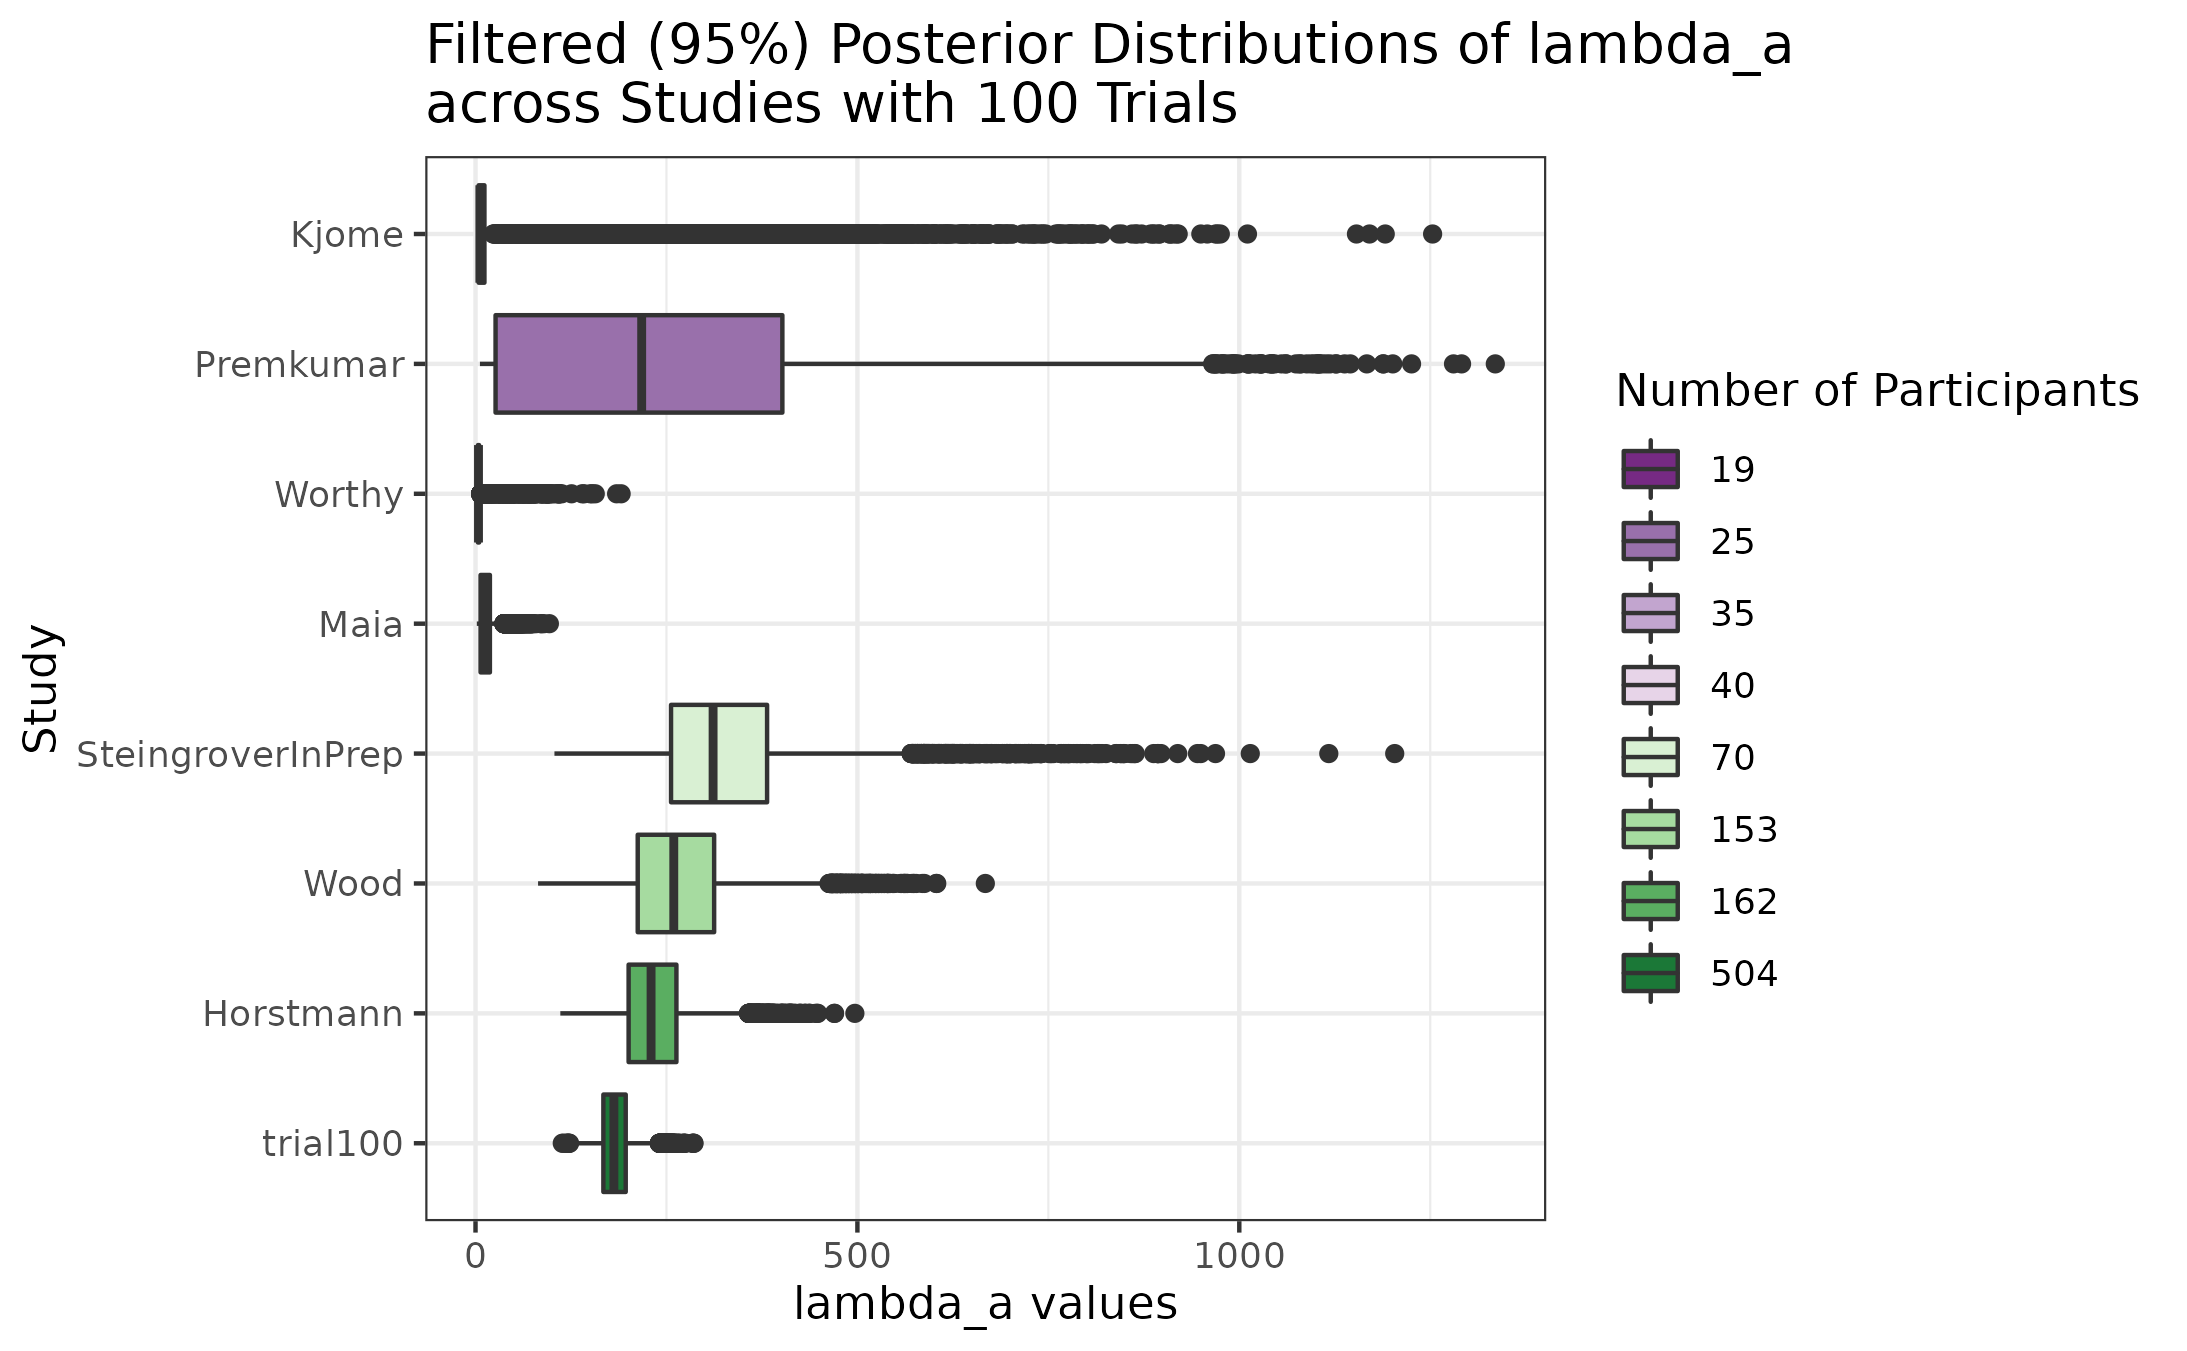 Filtered (95%) Posterior Distributions of lambda_a
across Studies with 100 Trials
Study
Kjome
Premkumar
Worthy
Maia
SteingroverInPrep
Wood
Horstmann
trial100
0
500
1000
lambda_a values
Number of Participants
19
25
35
40
70
153
162
504